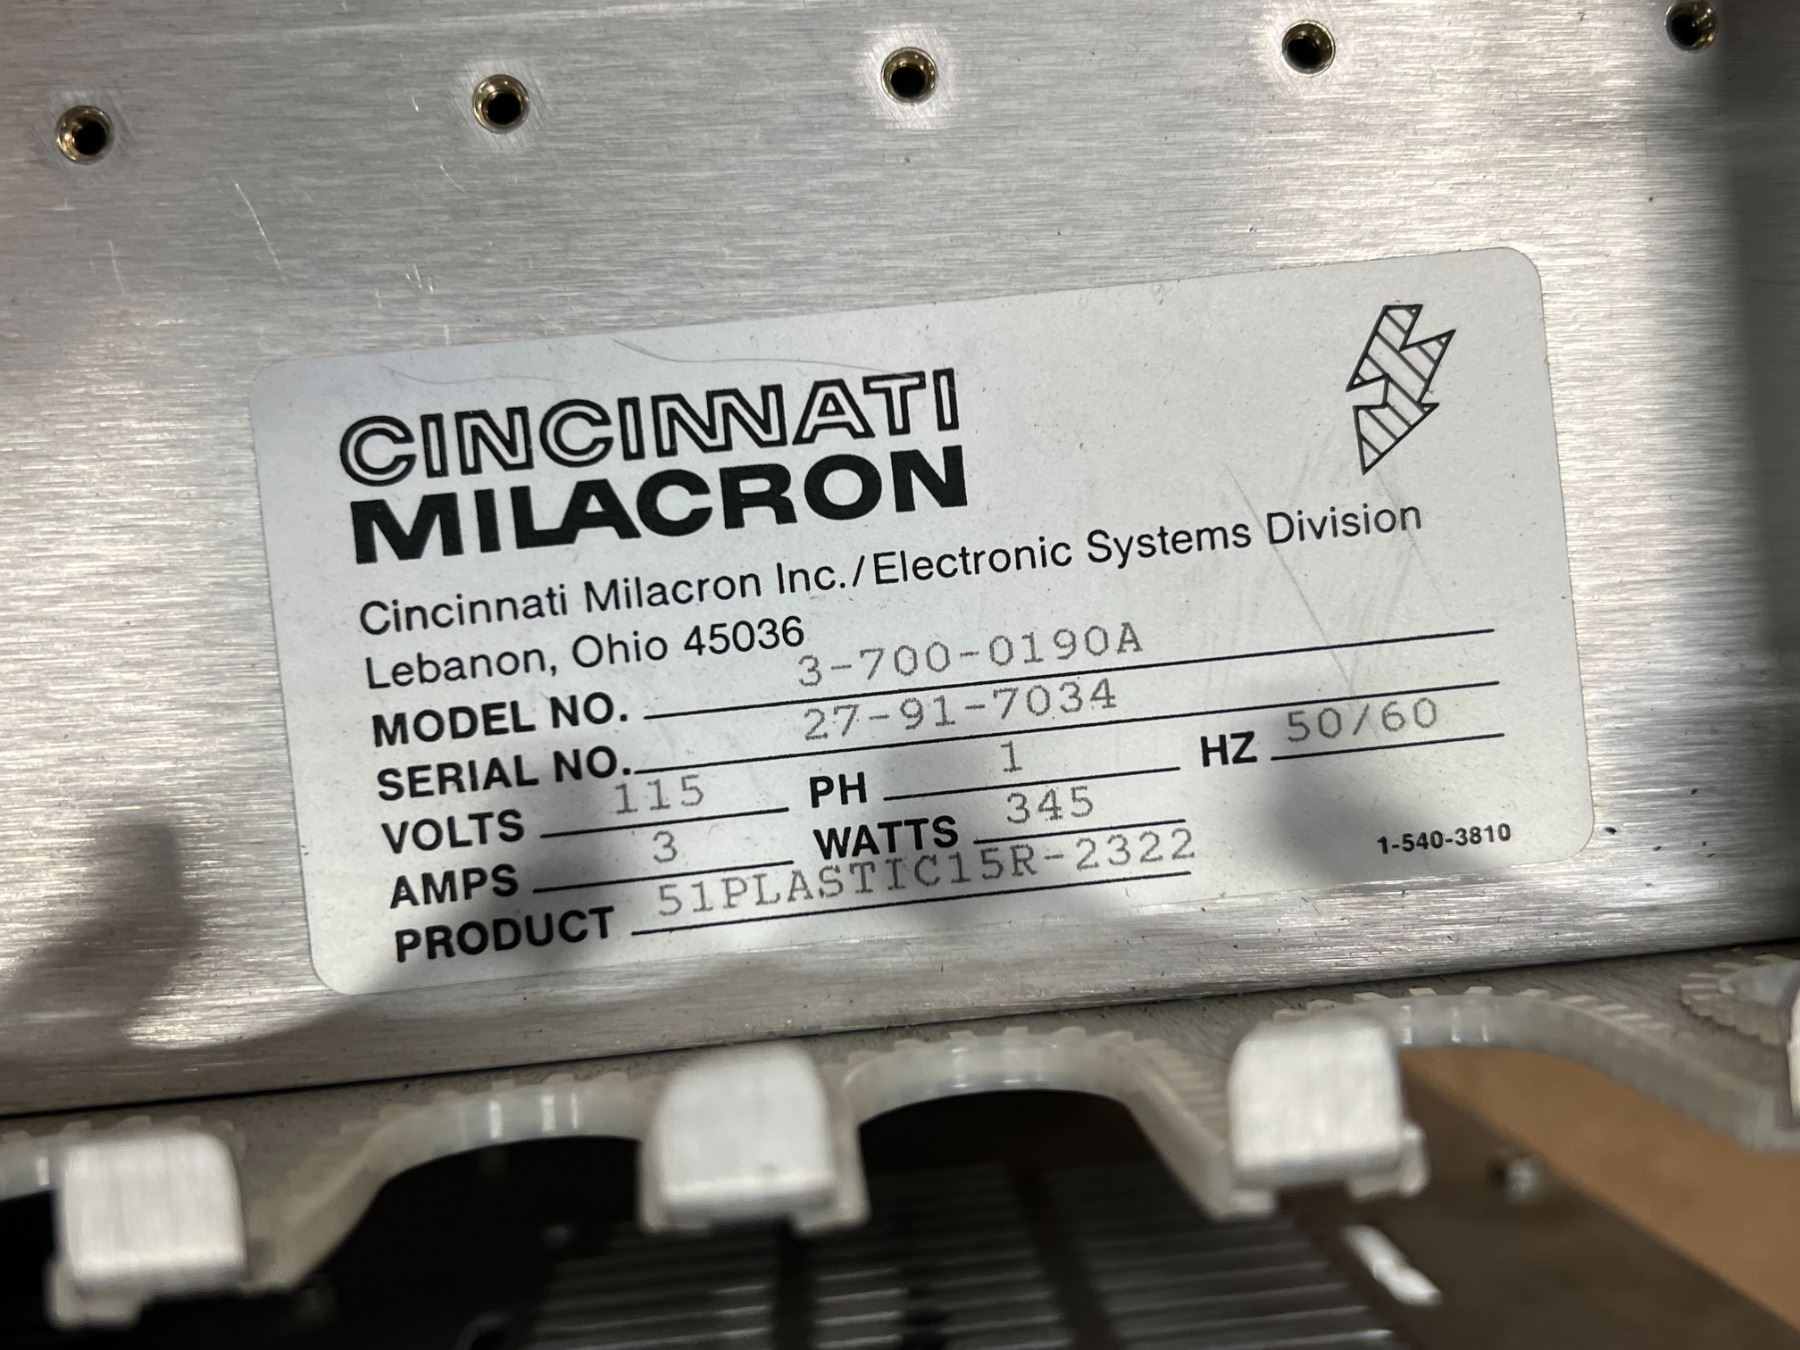 CINCINNATI
MILACRON
Cincinnati Milacron Inc./Electronic Systems Division
Lebanon, Ohio 45036
MODEL NO. 3-700-0190A
SERIAL NO. 27-91-7034
VOLTS 115 PH 1 HZ 50/60
AMPS 3 WATTS 345
PRODUCT 51PLASTIC15R-2322
1-540-3810